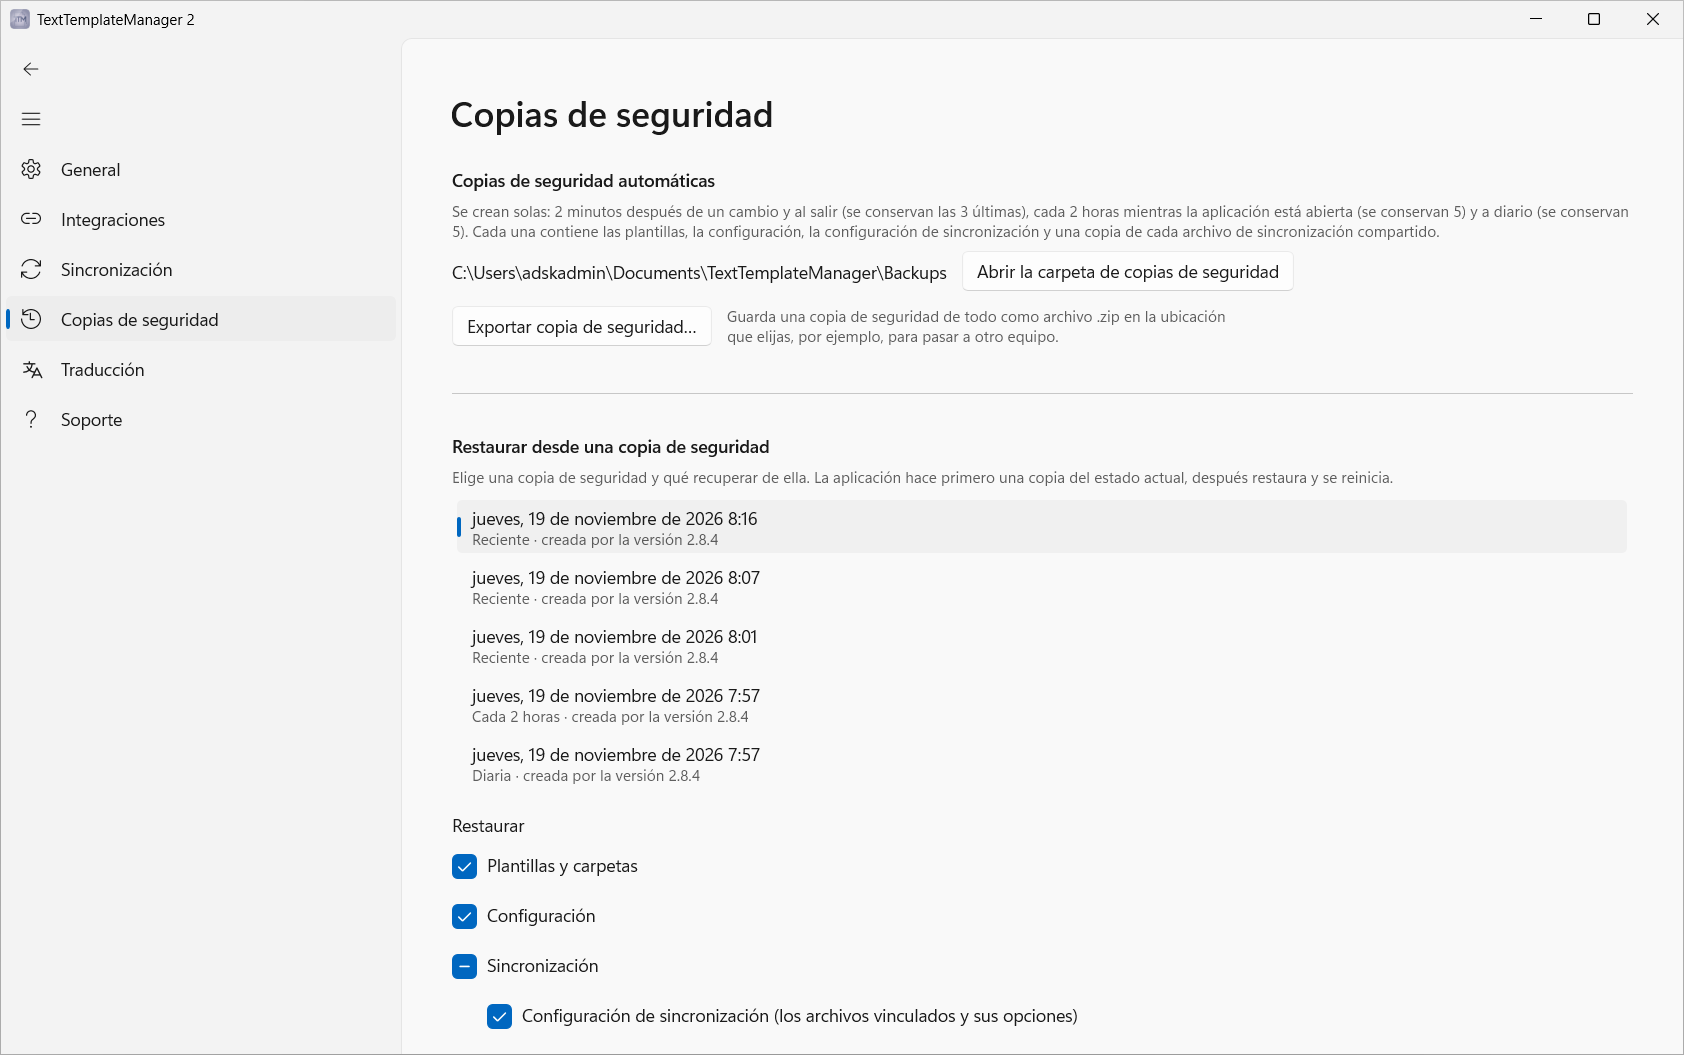 TextTemplateManager 2
General
Integraciones
Sincronización
Copias de seguridad
Traducción
Soporte
Copias de seguridad
Copias de seguridad automáticas
Se crean solas: 2 minutos después de un cambio y al salir (se conservan las 3 últimas), cada 2 horas mientras la aplicación está abierta (se conservan 5) y a diario (se conservan
5). Cada una contiene las plantillas, la configuración, la configuración de sincronización y una copia de cada archivo de sincronización compartido.
C:\Users\adskadmin\Documents\TextTemplateManager\Backups
Abrir la carpeta de copias de seguridad
Exportar copia de seguridad...
Guarda una copia de seguridad de todo como archivo .zip en la ubicación
que elijas, por ejemplo, para pasar a otro equipo.
Restaurar desde una copia de seguridad
Elige una copia de seguridad y qué recuperar de ella. La aplicación hace primero una copia del estado actual, después restaura y se reinicia.
jueves, 19 de noviembre de 2026 8:16
Reciente · creada por la versión 2.8.4
jueves, 19 de noviembre de 2026 8:07
Reciente · creada por la versión 2.8.4
jueves, 19 de noviembre de 2026 8:01
Reciente · creada por la versión 2.8.4
jueves, 19 de noviembre de 2026 7:57
Cada 2 horas · creada por la versión 2.8.4
jueves, 19 de noviembre de 2026 7:57
Diaria · creada por la versión 2.8.4
Restaurar
Plantillas y carpetas
Configuración
Sincronización
Configuración de sincronización (los archivos vinculados y sus opciones)